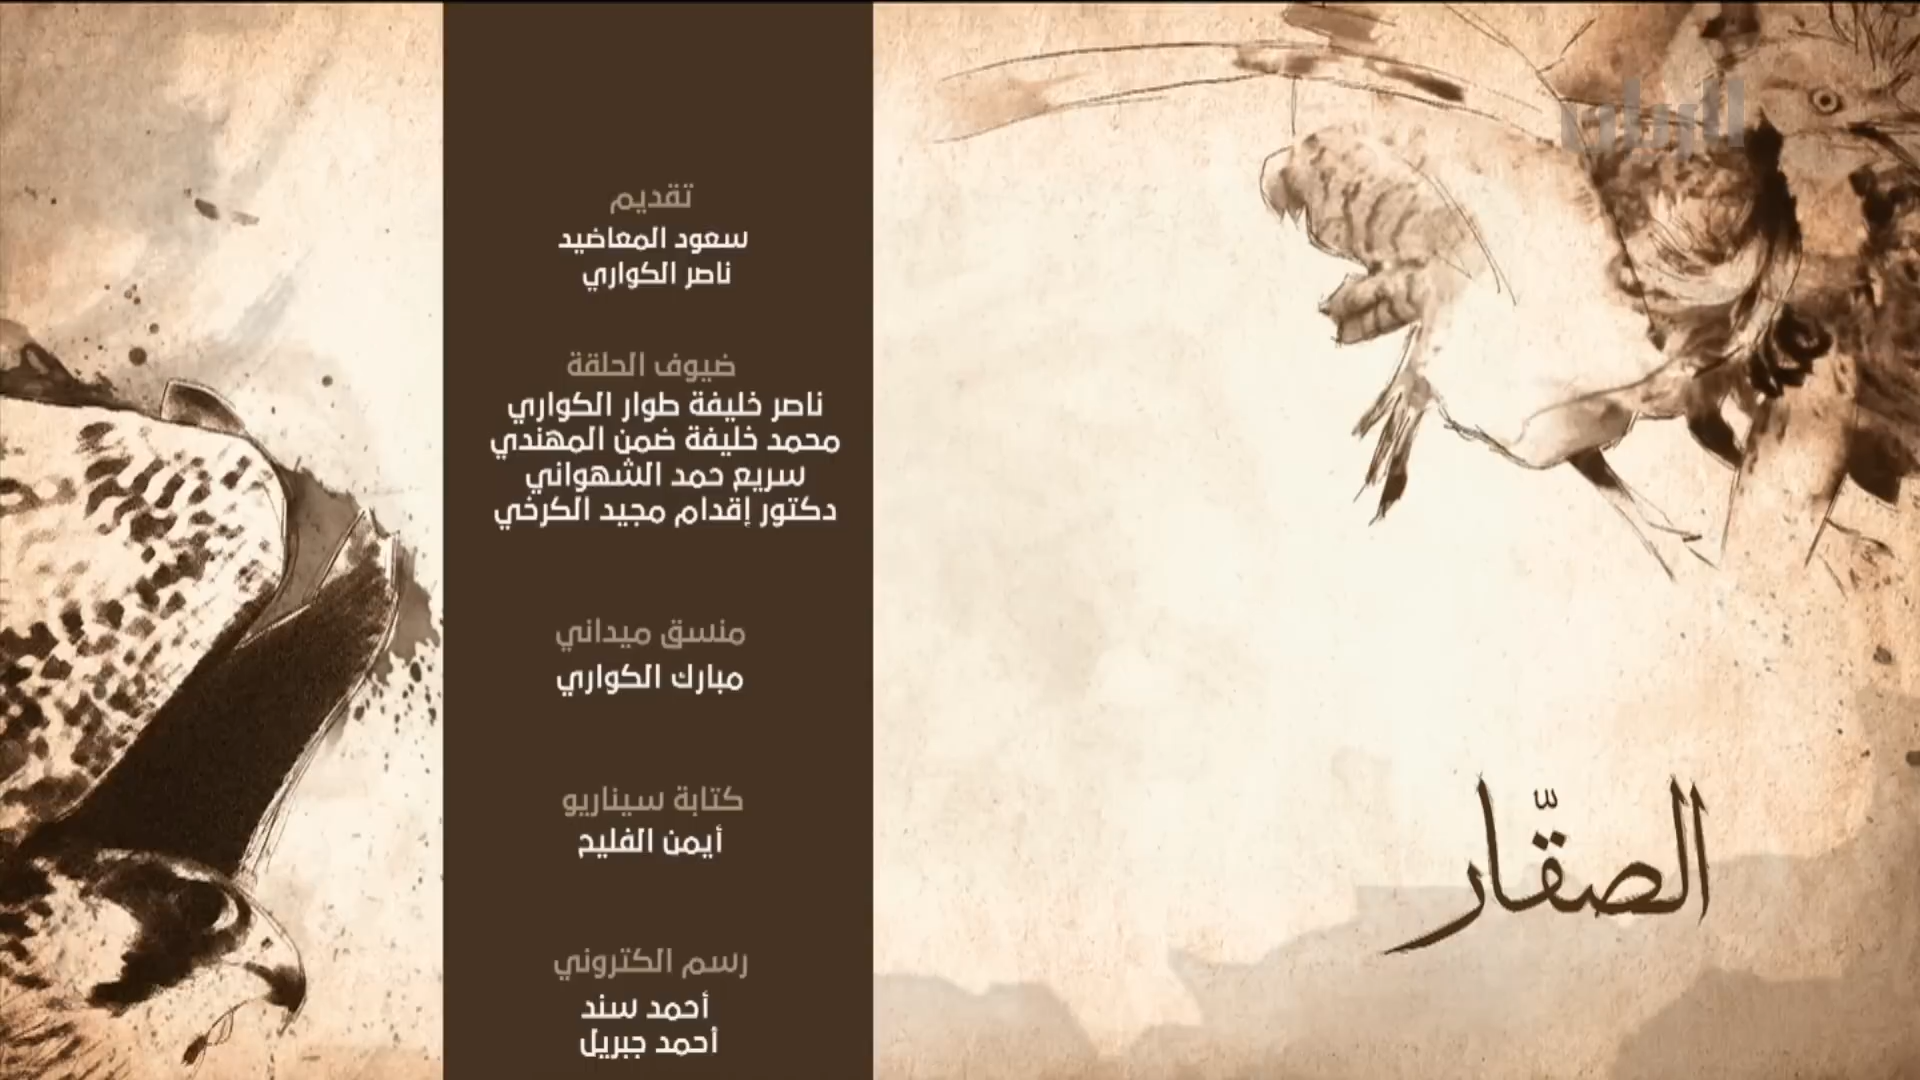 الريان
تقديم
سعود المعاضيد
ناصر الكواري
ضيوف الحلقة
ناصر خليفة طوار الكواري
محمد خليفة ضمن المهندي
سريع حمد الشهواني
دكتور إقدام مجيد الكرخي
منسق ميداني
مبارك الكواري
كتابة سيناريو
أيمن الفليح
رسم الكتروني
أحمد سند
أحمد جبريل
الصقّار